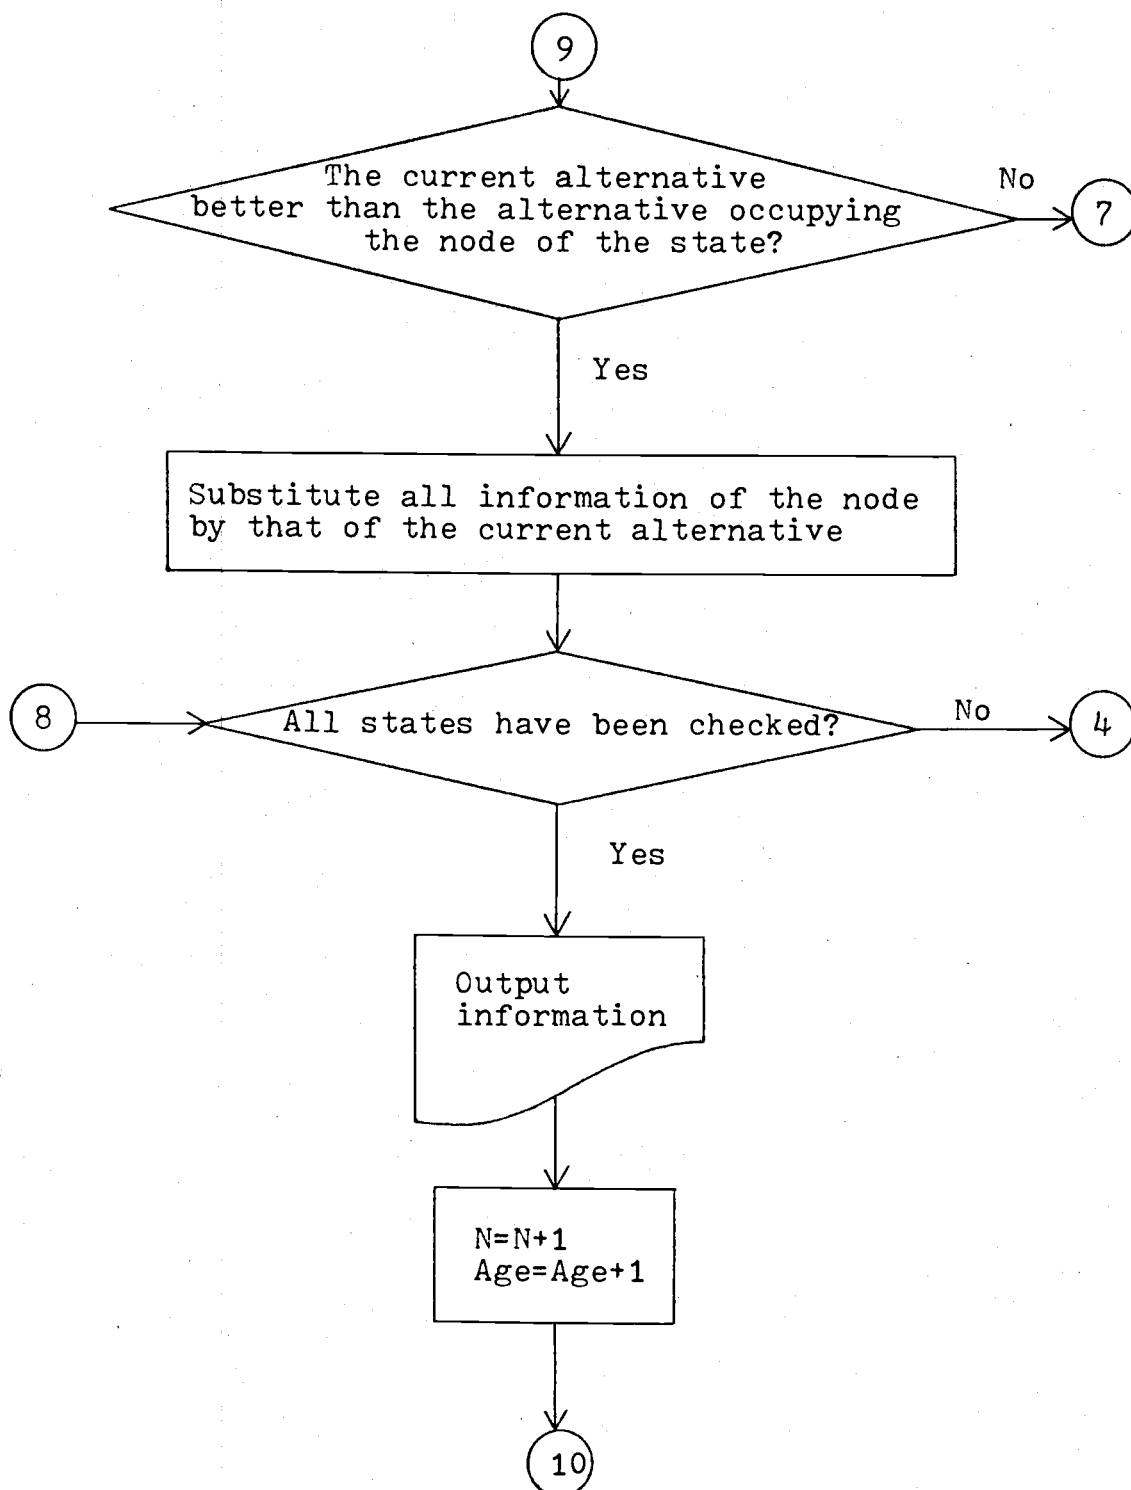 9
The current alternative
better than the alternative occupying
the node of the state?
No
7
Yes
Substitute all information of the node
by that of the current alternative
8
All states have been checked?
No
4
Yes
Output
information
N=N+1
Age=Age+1
10